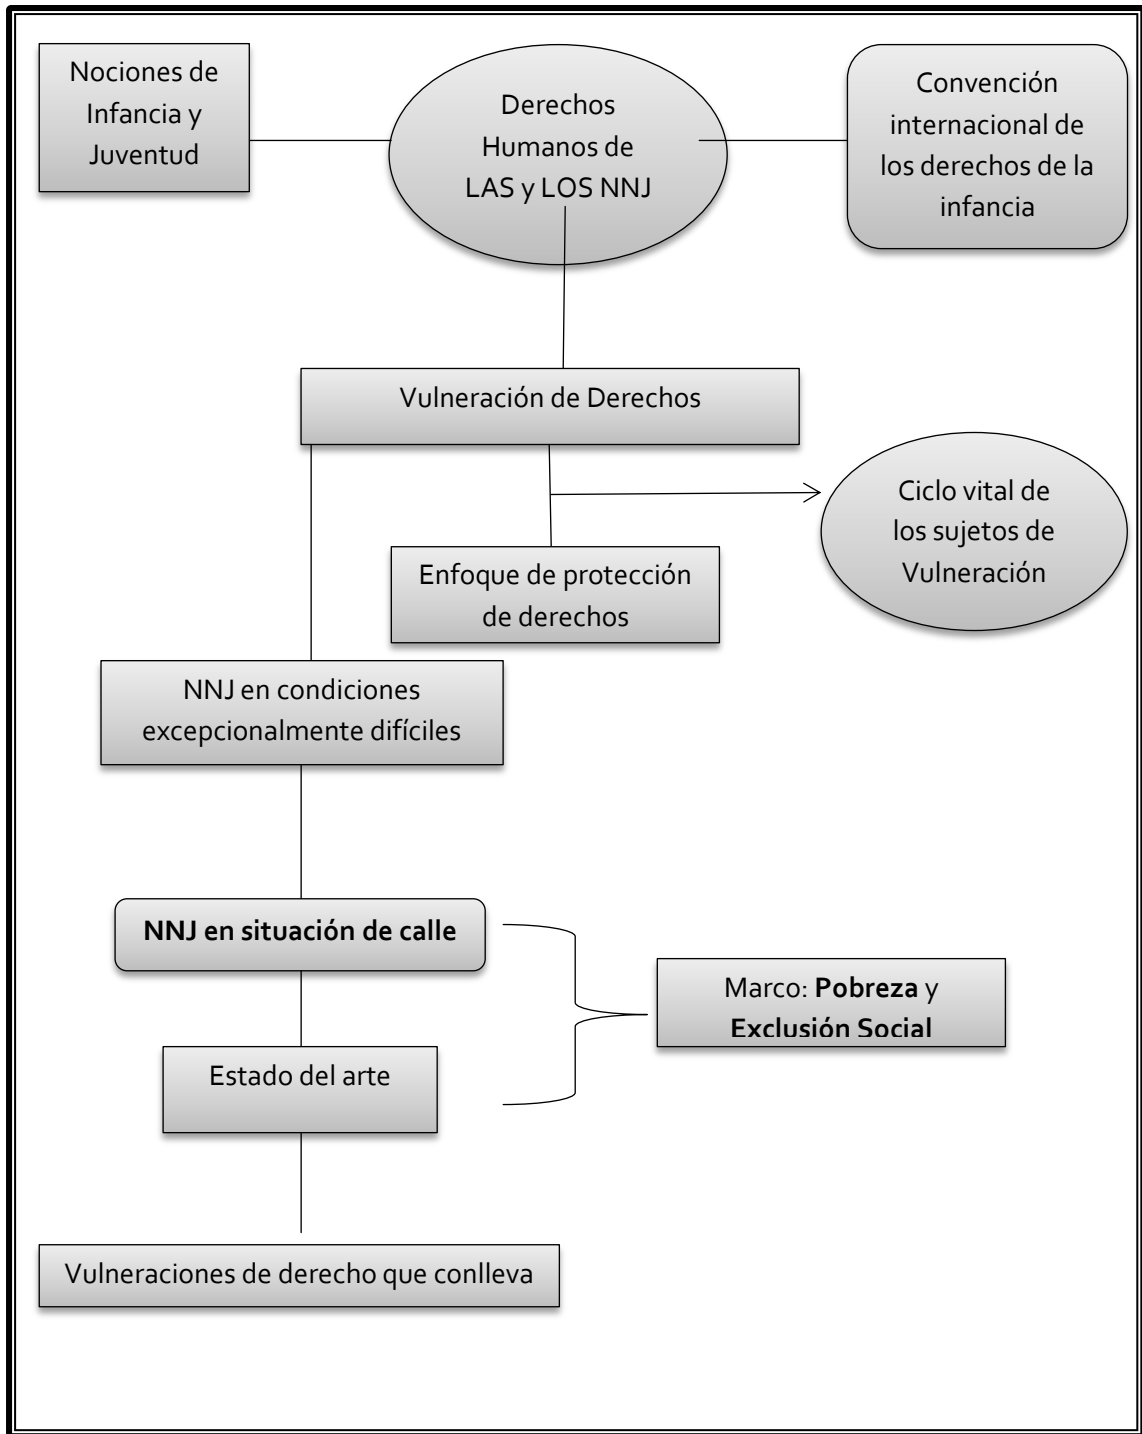 Nociones de
Infancia y
Juventud
Derechos
Humanos de
LAS y LOS NNJ
Convención
internacional de
los derechos de la
infancia
Vulneración de Derechos
Ciclo vital de
los sujetos de
Vulneración
Enfoque de protección
de derechos
NNJ en condiciones
excepcionalmente difíciles
NNJ en situación de calle
Marco: Pobreza y
Exclusión Social
Estado del arte
Vulneraciones de derecho que conlleva